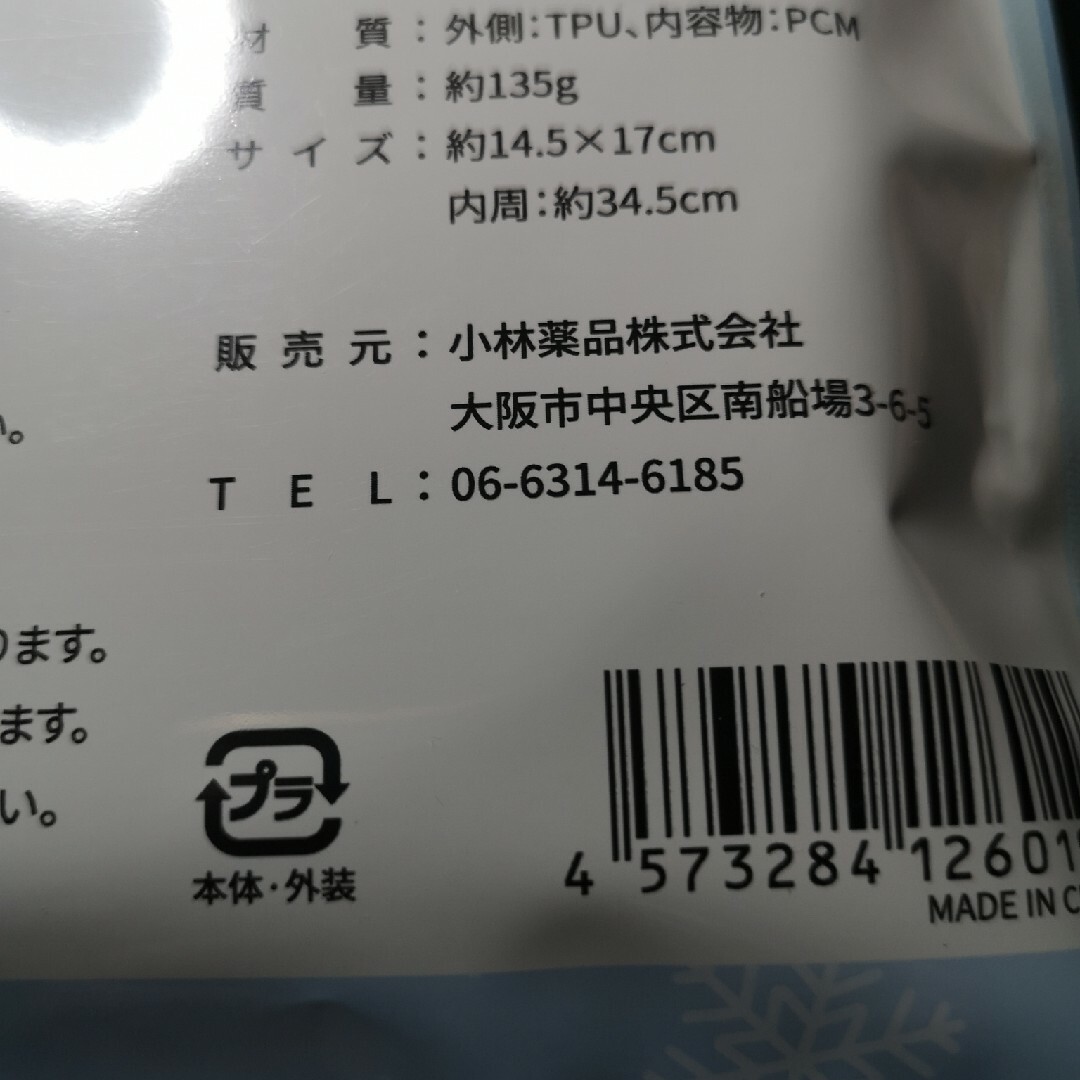 材 質：外側：TPU、内容物：PCM
質 量：約135g
サイズ：約14.5×17cm
内周：約34.5cm
販売元：小林薬品株式会社
大阪市中央区南船場3-6-5
TEL：06-6314-6185
い。
ります。
ます。
い。
プラ
本体・外装
4 573284 12601
MADE IN C